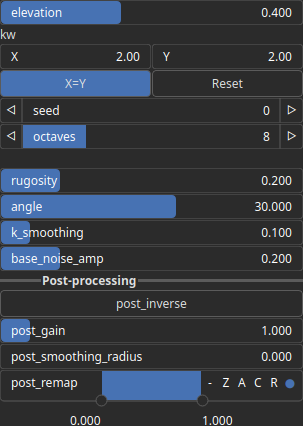 elevation 0.400
kw
X 2.00 Y 2.00
X=Y Reset
seed 0
octaves 8
rugosity 0.200
angle 30.000
k_smoothing 0.100
base_noise_amp 0.200
Post-processing
post_inverse
post_gain 1.000
post_smoothing_radius 0.000
post_remap - Z A C R
0.000 1.000